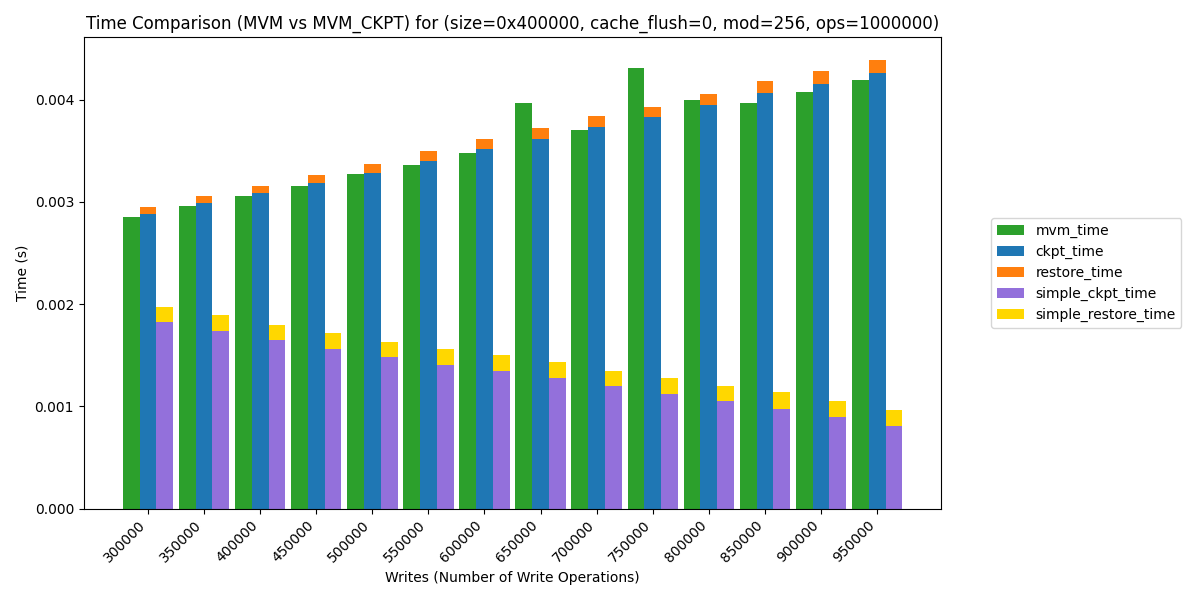 Time Comparison (MVM vs MVM_CKPT) for (size=0x400000, cache_flush=0, mod=256, ops=1000000)
Time (s)
0.004
0.003
0.002
0.001
0.000
300000
350000
400000
450000
500000
550000
600000
650000
700000
750000
800000
850000
900000
950000
Writes (Number of Write Operations)
mvm_time
ckpt_time
restore_time
simple_ckpt_time
simple_restore_time